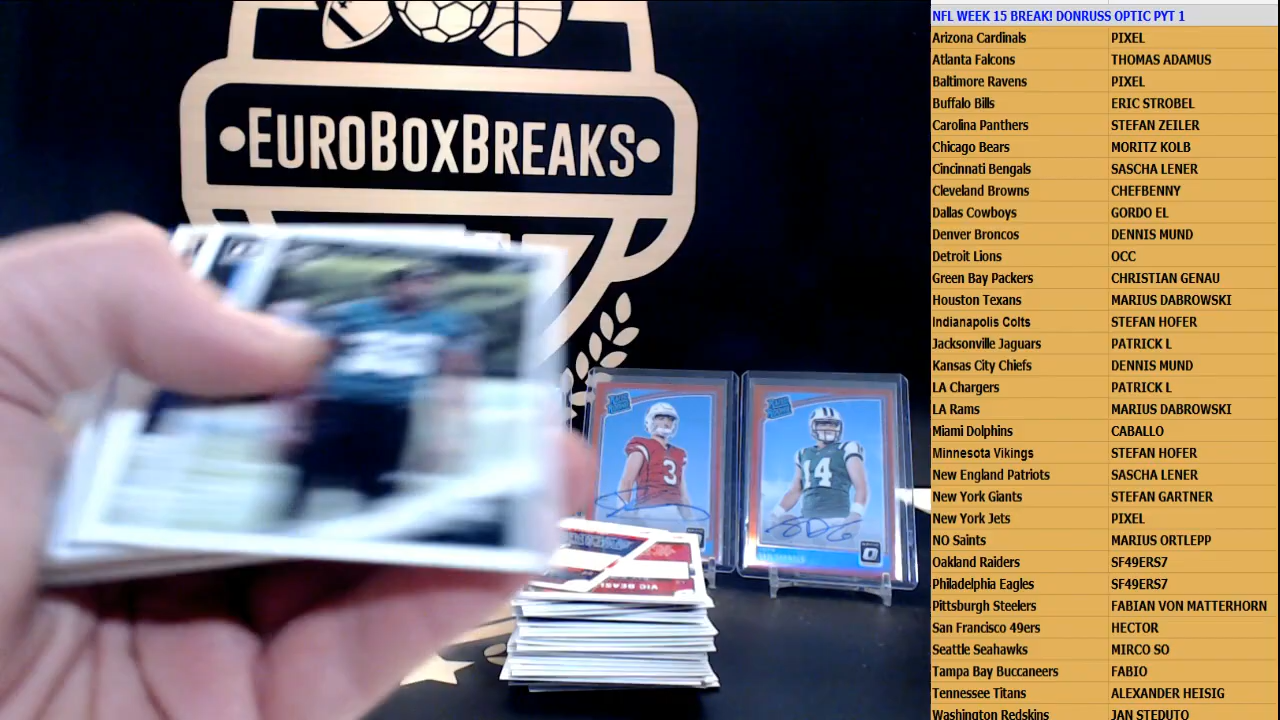 EUROBOXBREAKS
3
14
VIC BEASL
NFL WEEK 15 BREAK! DONRUSS OPTIC PYT 1
Arizona Cardinals PIXEL
Atlanta Falcons THOMAS ADAMUS
Baltimore Ravens PIXEL
Buffalo Bills ERIC STROBEL
Carolina Panthers STEFAN ZEILER
Chicago Bears MORITZ KOLB
Cincinnati Bengals SASCHA LENER
Cleveland Browns CHEFBENNY
Dallas Cowboys GORDO EL
Denver Broncos DENNIS MUND
Detroit Lions OCC
Green Bay Packers CHRISTIAN GENAU
Houston Texans MARIUS DABROWSKI
Indianapolis Colts STEFAN HOFER
Jacksonville Jaguars PATRICK L
Kansas City Chiefs DENNIS MUND
LA Chargers PATRICK L
LA Rams MARIUS DABROWSKI
Miami Dolphins CABALLO
Minnesota Vikings STEFAN HOFER
New England Patriots SASCHA LENER
New York Giants STEFAN GARTNER
New York Jets PIXEL
NO Saints MARIUS ORTLEPP
Oakland Raiders SF49ERS7
Philadelphia Eagles SF49ERS7
Pittsburgh Steelers FABIAN VON MATTERHORN
San Francisco 49ers HECTOR
Seattle Seahawks MIRCO SO
Tampa Bay Buccaneers FABIO
Tennessee Titans ALEXANDER HEISIG
Washington Redskins JAN STEDUTO